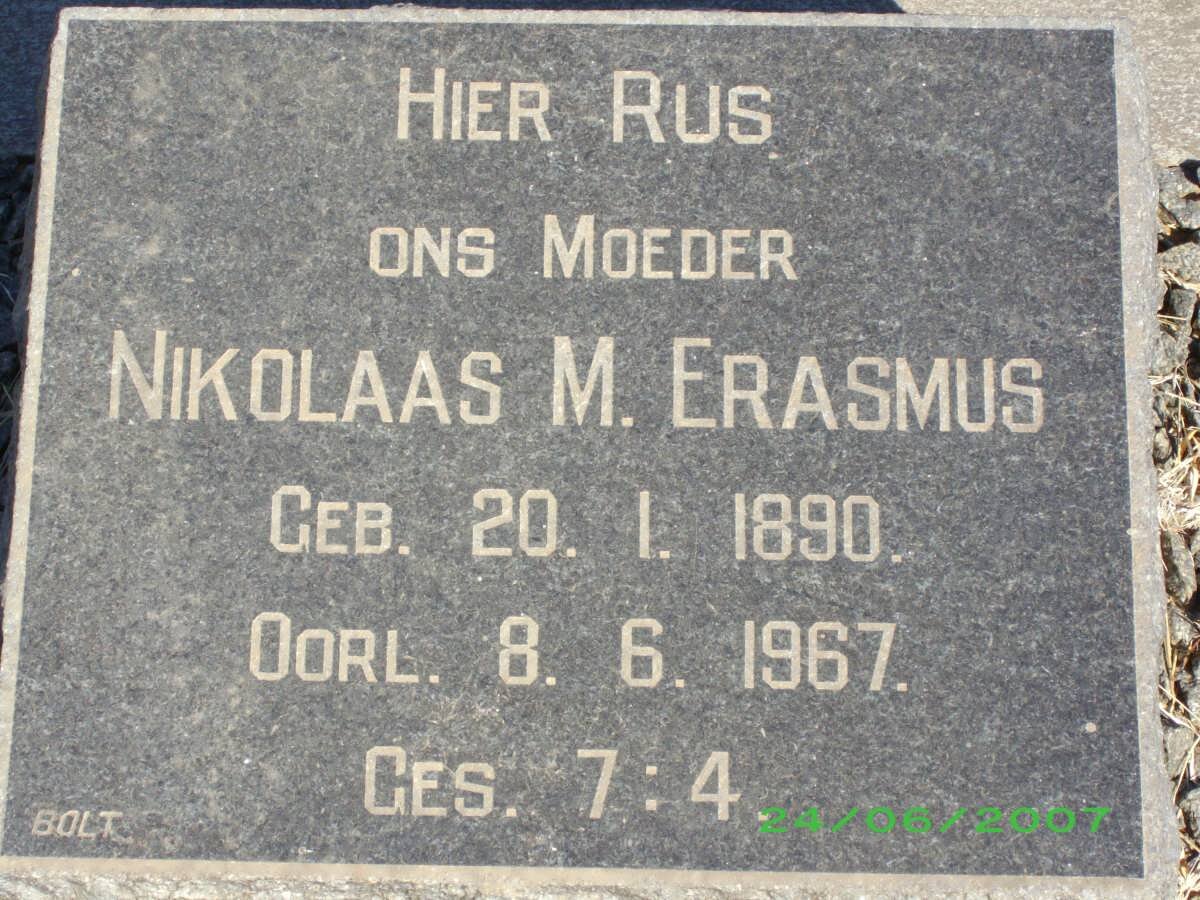 HIER RUS
ONS MOEDER
NIKOLAAS M. ERASMUS
GEB. 20. 1. 1890.
OORL. 8. 6. 1967.
GES. 7:4.
BOLT
24/06/2007